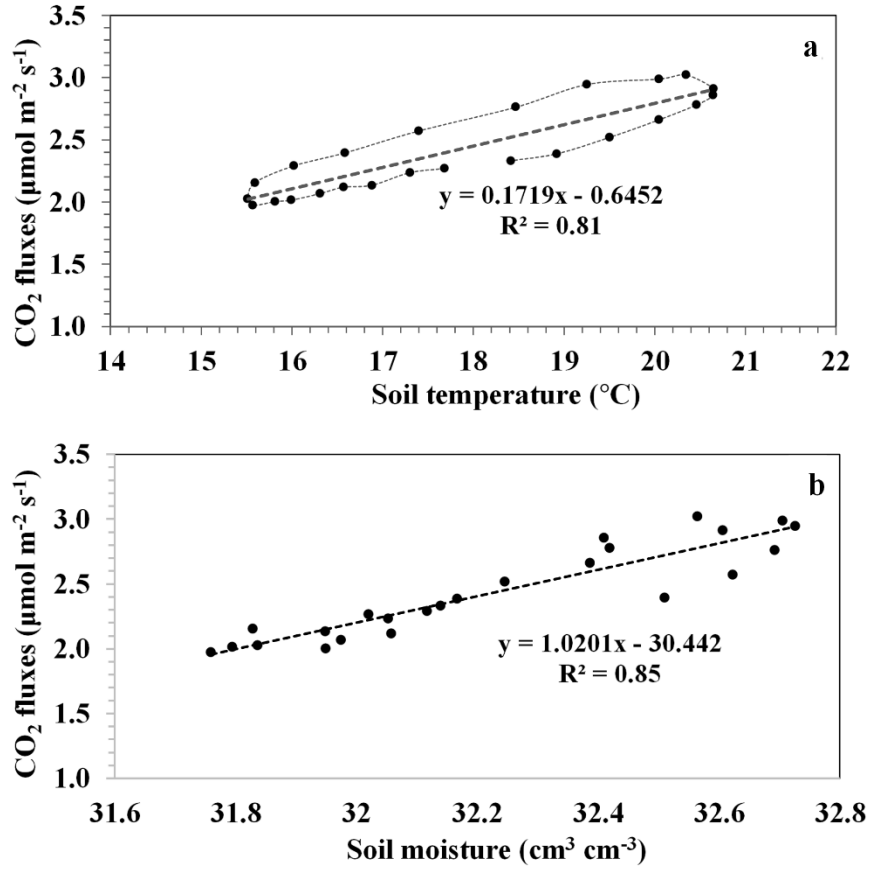 a
CO₂ fluxes (µmol m⁻² s⁻¹)
3.5
3.0
2.5
2.0
1.5
1.0
y = 0.1719x - 0.6452
R² = 0.81
14 15 16 17 18 19 20 21 22
Soil temperature (°C)
b
CO₂ fluxes (µmol m⁻² s⁻¹)
3.5
3.0
2.5
2.0
1.5
1.0
y = 1.0201x - 30.442
R² = 0.85
31.6 31.8 32 32.2 32.4 32.6 32.8
Soil moisture (cm³ cm⁻³)